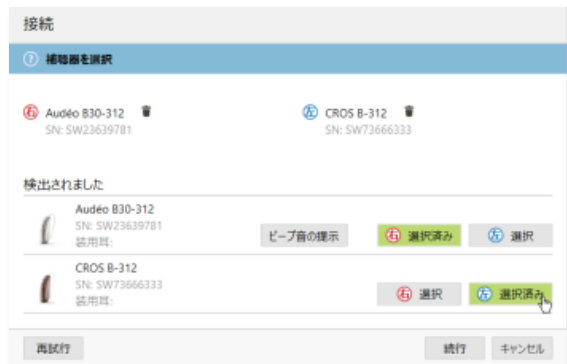 接続
? 補聴器を選択
右 Audéo B30-312 左 CROS B-312
SN: SW23639781 SN: SW73666333
検出されました
Audéo B30-312
SN: SW23639781
装用耳:
ビープ音の提示 右 選択済み 左 選択
CROS B-312
SN: SW73666333
装用耳:
右 選択 左 選択済み
再試行 続行 キャンセル